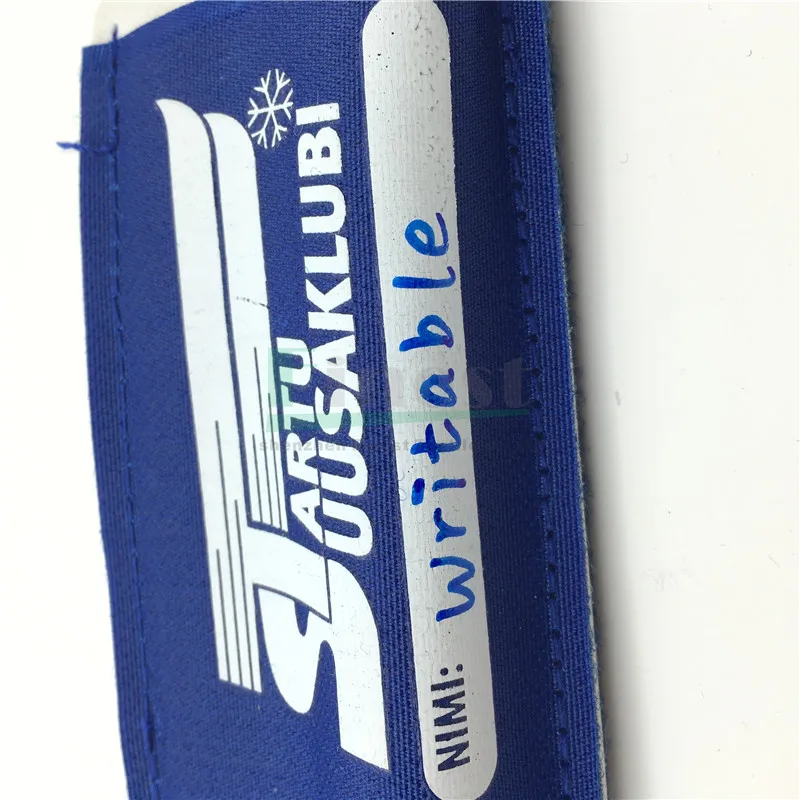 TARTU
SUUSAKLUBI
NIMI: writable